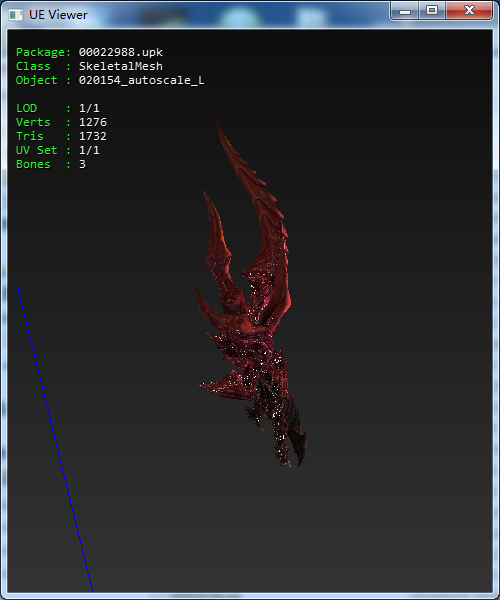 UE Viewer
Package: 00022988.upk
Class : SkeletalMesh
Object : 020154_autoscale_L
LOD : 1/1
Verts : 1276
Tris : 1732
UV Set : 1/1
Bones : 3